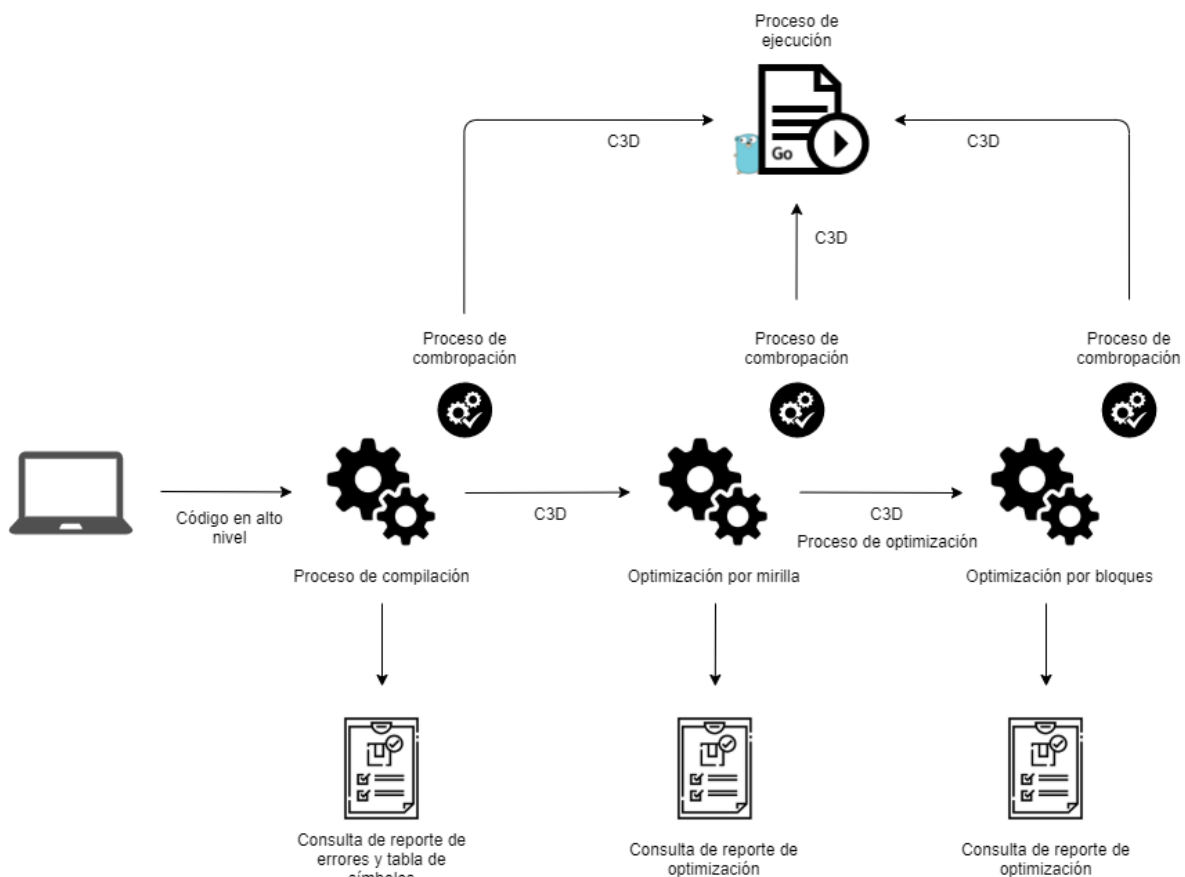 Proceso de
ejecución
Go
C3D
C3D
C3D
Proceso de
combropación
Proceso de
combropación
Proceso de
combropación
Código en alto
nivel
C3D
C3D
Proceso de optimización
Proceso de compilación
Optimización por mirilla
Optimización por bloques
Consulta de reporte de
errores y tabla de
símbolos
Consulta de reporte de
optimización
Consulta de reporte de
optimización